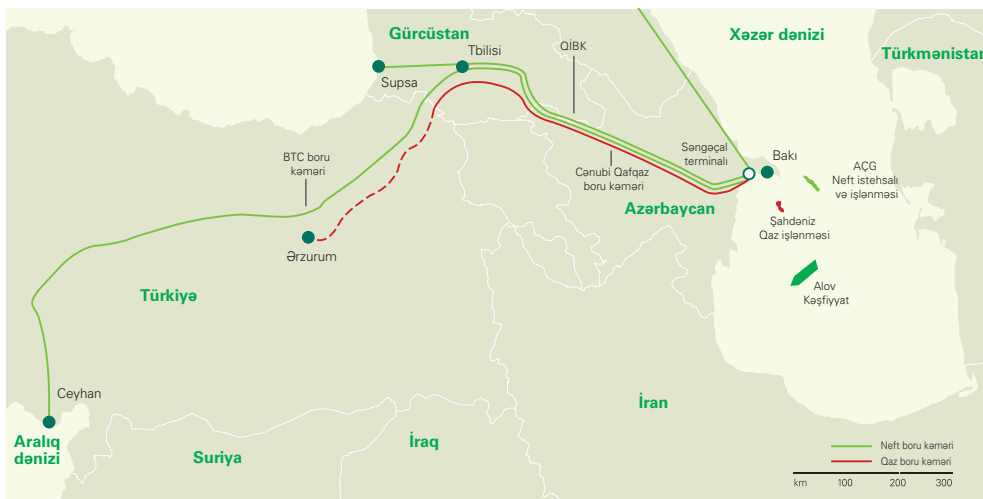 Gürcüstan
Tbilisi
QİBK
Xəzər dənizi
Türkmənistan
Supsa
BTC boru
kəməri
Səngəçal
terminalı
Bakı
AÇG
Neft istehsalı
və işlənməsi
Cənubi Qafqaz
boru kəməri
Azərbaycan
Şahdəniz
Qaz işlənməsi
Ərzurum
Türkiyə
Alov
Kəşfiyyat
Ceyhan
Aralıq
dənizi
Suriya
İraq
İran
Neft boru kəməri
Qaz boru kəməri
km 100 200 300